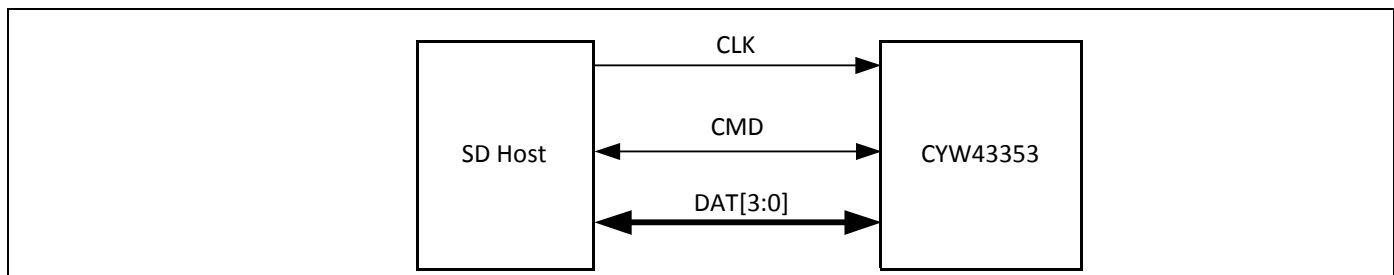 CLK
CMD
SD Host
CYW43353
DAT[3:0]